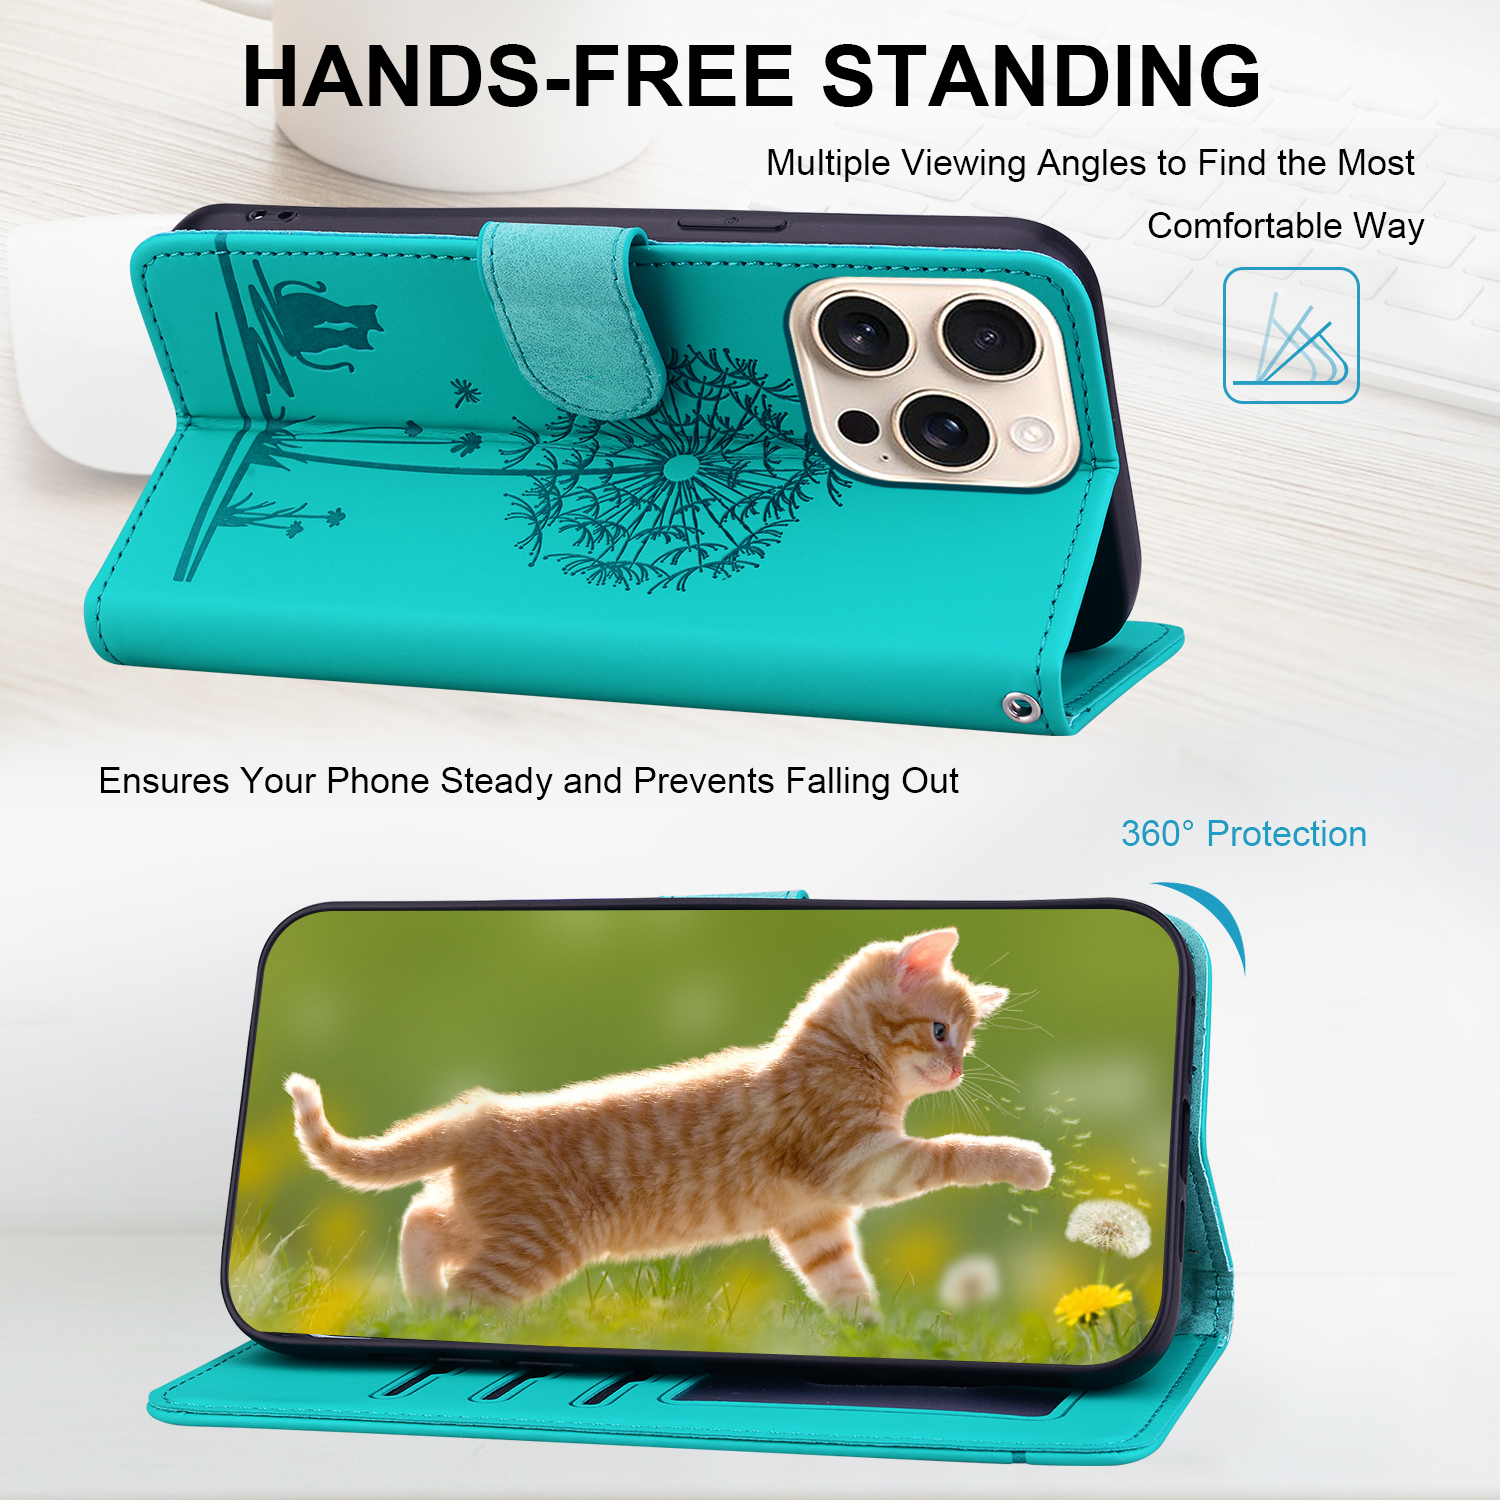 HANDS-FREE STANDING
Multiple Viewing Angles to Find the Most
Comfortable Way
Ensures Your Phone Steady and Prevents Falling Out
360° Protection